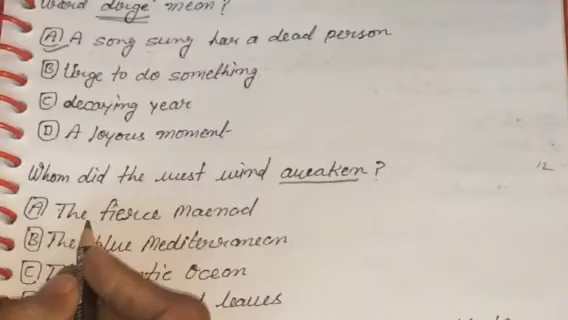 Word dirge mean?
(A) A song sung for a dead person
(B) Urge to do something
(C) decaying year
(D) A Joyous moment
Whom did the west wind awaken?
12
(A) The fierce Maenad
(B) The blue Mediterranean
(C) tic Ocean
leaves